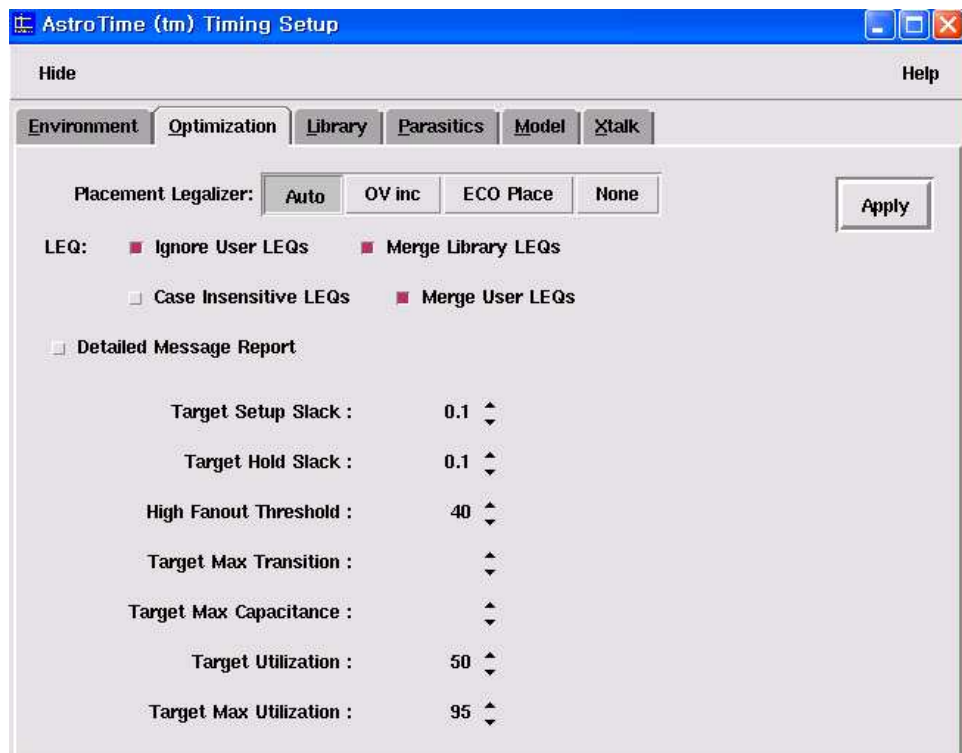 AstroTime (tm) Timing Setup
Hide Help
Environment Optimization Library Parasitics Model Xtalk
Placement Legalizer: Auto OV inc ECO Place None
Apply
LEQ: Ignore User LEQs Merge Library LEQs
Case Insensitive LEQs Merge User LEQs
Detailed Message Report
Target Setup Slack : 0.1
Target Hold Slack : 0.1
High Fanout Threshold : 40
Target Max Transition :
Target Max Capacitance :
Target Utilization : 50
Target Max Utilization : 95